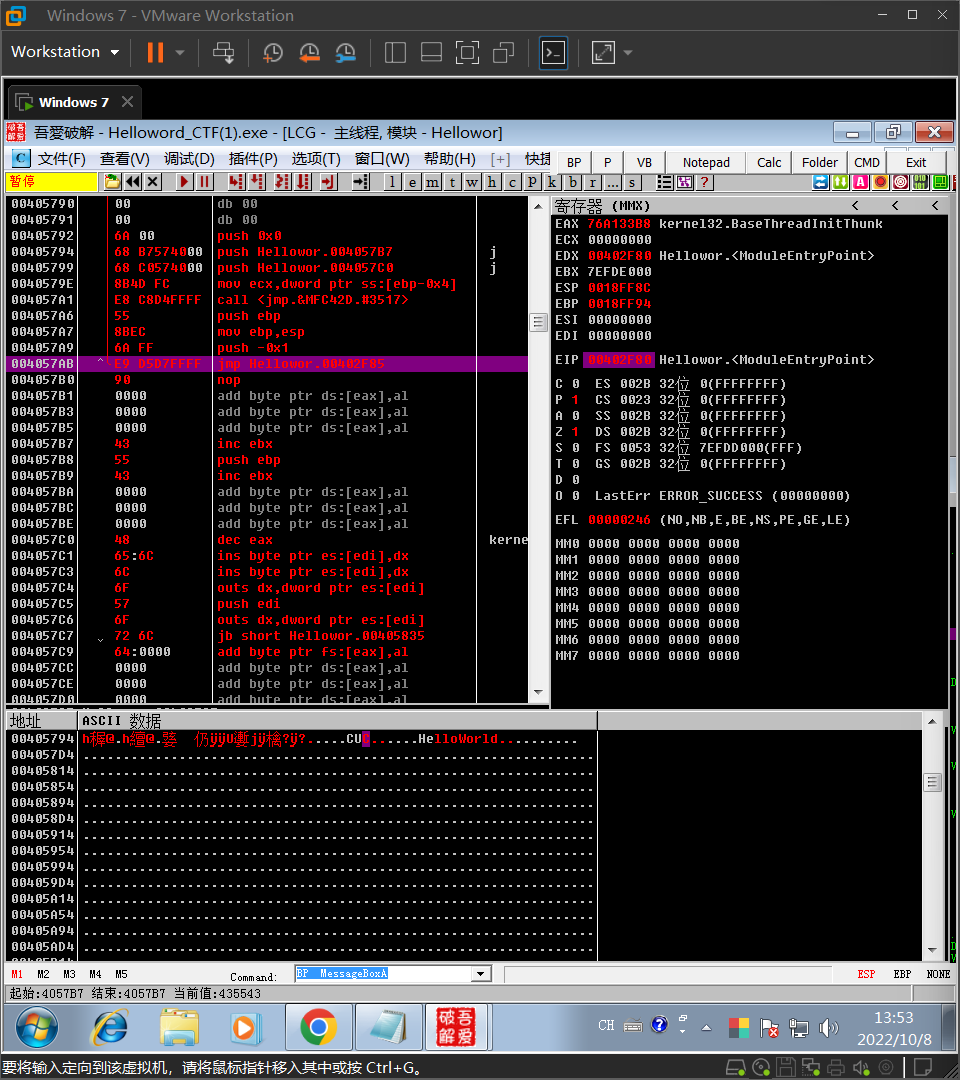 Windows 7 - VMware Workstation
Workstation
Windows 7
吾爱破解
吾愛破解 - Helloword_CTF(1).exe - [LCG - 主线程, 模块 - Hellowor]
C 文件(F) 查看(V) 调试(D) 插件(P) 选项(T) 窗口(W) 帮助(H) [+] 快捷 BP P VB Notepad Calc Folder CMD Exit
暂停 l e m t w h c p k b r ... s ?
00405790 00 db 00
00405791 00 db 00
00405792 6A 00 push 0x0
00405794 68 B7574000 push Hellowor.004057B7 j
00405799 68 C0574000 push Hellowor.004057C0 j
0040579E 8B4D FC mov ecx,dword ptr ss:[ebp-0x4]
004057A1 E8 C8D4FFFF call <jmp.&MFC42D.#3517>
004057A6 55 push ebp
004057A7 8BEC mov ebp,esp
004057A9 6A FF push -0x1
004057AB ^ E9 D5D7FFFF jmp Hellowor.00402F85
004057B0 90 nop
004057B1 0000 add byte ptr ds:[eax],al
004057B3 0000 add byte ptr ds:[eax],al
004057B5 0000 add byte ptr ds:[eax],al
004057B7 43 inc ebx
004057B8 55 push ebp
004057B9 43 inc ebx
004057BA 0000 add byte ptr ds:[eax],al
004057BC 0000 add byte ptr ds:[eax],al
004057BE 0000 add byte ptr ds:[eax],al
004057C0 48 dec eax kerne
004057C1 65:6C ins byte ptr es:[edi],dx
004057C3 6C ins byte ptr es:[edi],dx
004057C4 6F outs dx,dword ptr es:[edi]
004057C5 57 push edi
004057C6 6F outs dx,dword ptr es:[edi]
004057C7 72 6C jb short Hellowor.00405835
004057C9 64:0000 add byte ptr fs:[eax],al
004057CC 0000 add byte ptr ds:[eax],al
004057CE 0000 add byte ptr ds:[eax],al
004057D0 0000 add byte ptr ds:[eax],al
寄存器 (MMX) < < <
EAX 76A133B8 kernel32.BaseThreadInitThunk
ECX 00000000
EDX 00402F80 Hellowor.<ModuleEntryPoint>
EBX 7EFDE000
ESP 0018FF8C
EBP 0018FF94
ESI 00000000
EDI 00000000
EIP 00402F80 Hellowor.<ModuleEntryPoint>
C 0 ES 002B 32位 0(FFFFFFFF)
P 1 CS 0023 32位 0(FFFFFFFF)
A 0 SS 002B 32位 0(FFFFFFFF)
Z 1 DS 002B 32位 0(FFFFFFFF)
S 0 FS 0053 32位 7EFDD000(FFF)
T 0 GS 002B 32位 0(FFFFFFFF)
D 0
O 0 LastErr ERROR_SUCCESS (00000000)
EFL 00000246 (NO,NB,E,BE,NS,PE,GE,LE)
MM0 0000 0000 0000 0000
MM1 0000 0000 0000 0000
MM2 0000 0000 0000 0000
MM3 0000 0000 0000 0000
MM4 0000 0000 0000 0000
MM5 0000 0000 0000 0000
MM6 0000 0000 0000 0000
MM7 0000 0000 0000 0000
地址 ASCII 数据
00405794 .....CUC......HelloWorld..........
004057D4 ................................................................
00405814 ................................................................
00405854 ................................................................
00405894 ................................................................
004058D4 ................................................................
00405914 ................................................................
00405954 ................................................................
00405994 ................................................................
004059D4 ................................................................
00405A14 ................................................................
00405A54 ................................................................
00405A94 ................................................................
00405AD4 ................................................................
M1 M2 M3 M4 M5 Command: BP MessageBoxA ESP EBP NONE
起始:4057B7 结束:4057B7 当前值:435543
破吾解爱
CH
13:53
2022/10/8
要将输入定向到该虚拟机，请将鼠标指针移入其中或按 Ctrl+G。